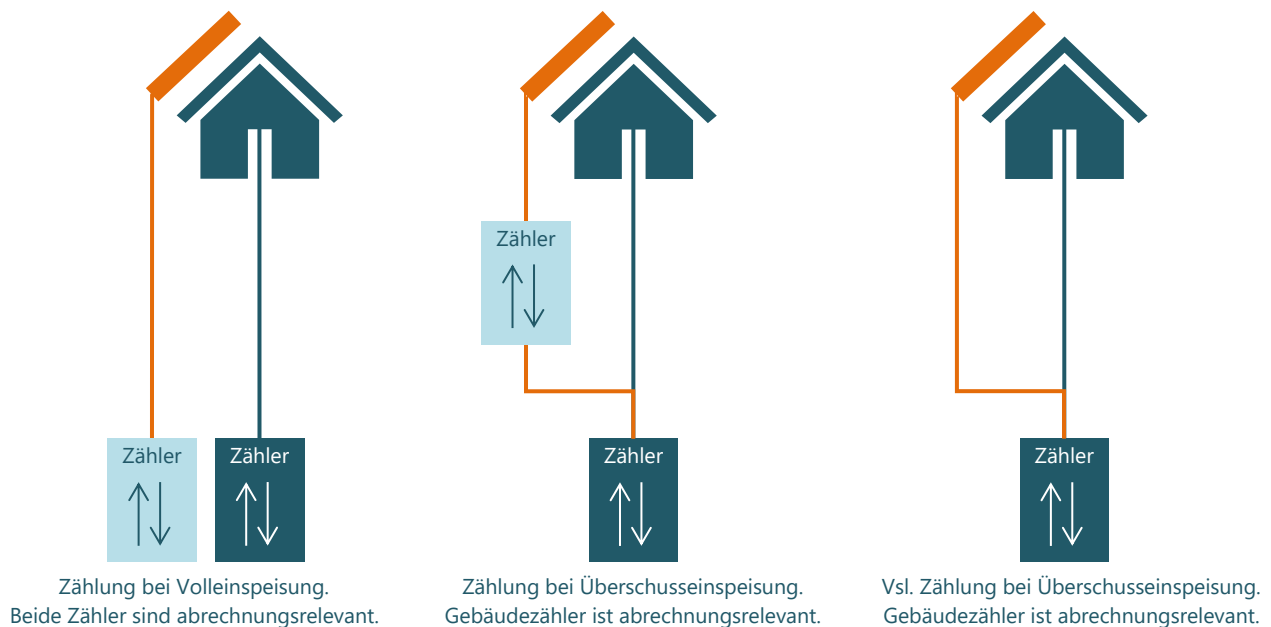 Zähler
Zähler
Zähler
Zähler
Zähler
Zählung bei Volleinspeisung.
Beide Zähler sind abrechnungsrelevant.
Zählung bei Überschusseinspeisung.
Gebäudezähler ist abrechnungsrelevant.
Vsl. Zählung bei Überschusseinspeisung.
Gebäudezähler ist abrechnungsrelevant.